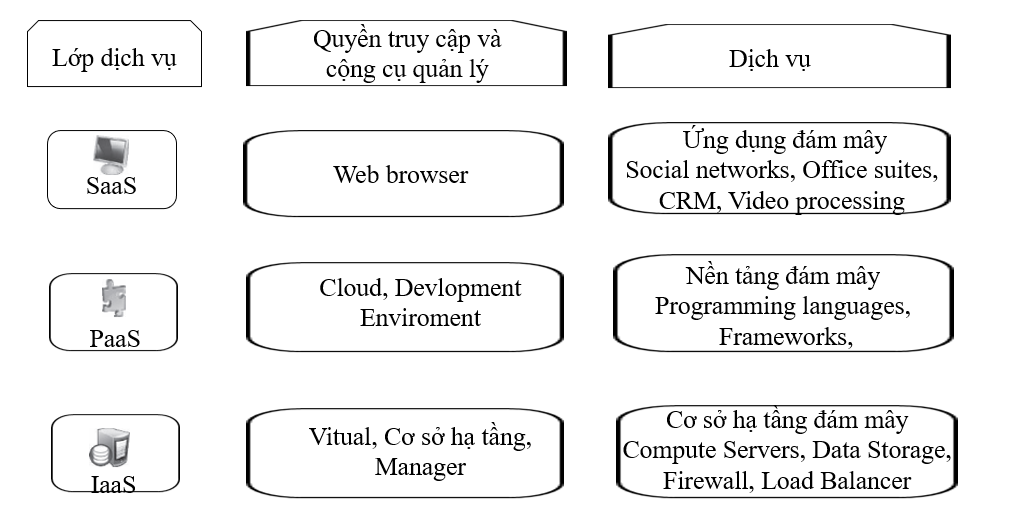 Lớp dịch vụ
Quyền truy cập và
cộng cụ quản lý
Dịch vụ
SaaS
Web browser
Ứng dụng đám mây
Social networks, Office suites,
CRM, Video processing
PaaS
Cloud, Devlopment
Enviroment
Nền tảng đám mây
Programming languages,
Frameworks,
IaaS
Vitual, Cơ sở hạ tầng,
Manager
Cơ sở hạ tầng đám mây
Compute Servers, Data Storage,
Firewall, Load Balancer